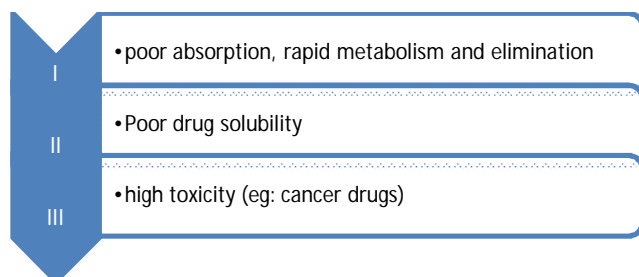 I
•poor absorption, rapid metabolism and elimination
II
•Poor drug solubility
III
•high toxicity (eg: cancer drugs)